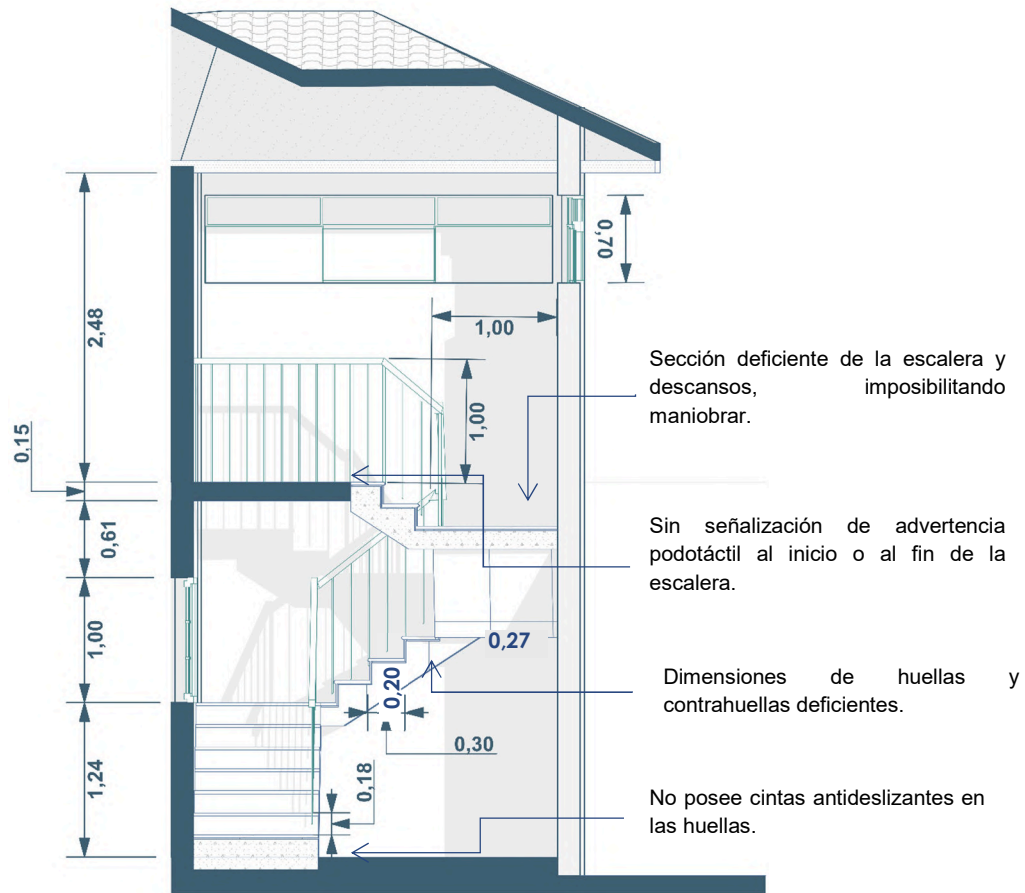 2,48
0,70
1,00
1,00
0,15
0,61
1,00
1,24
0,27
0,20
0,30
0,18
Sección deficiente de la escalera y
descansos, imposibilitando
maniobrar.
Sin señalización de advertencia
podotáctil al inicio o al fin de la
escalera.
Dimensiones de huellas y
contrahuellas deficientes.
No posee cintas antideslizantes en
las huellas.